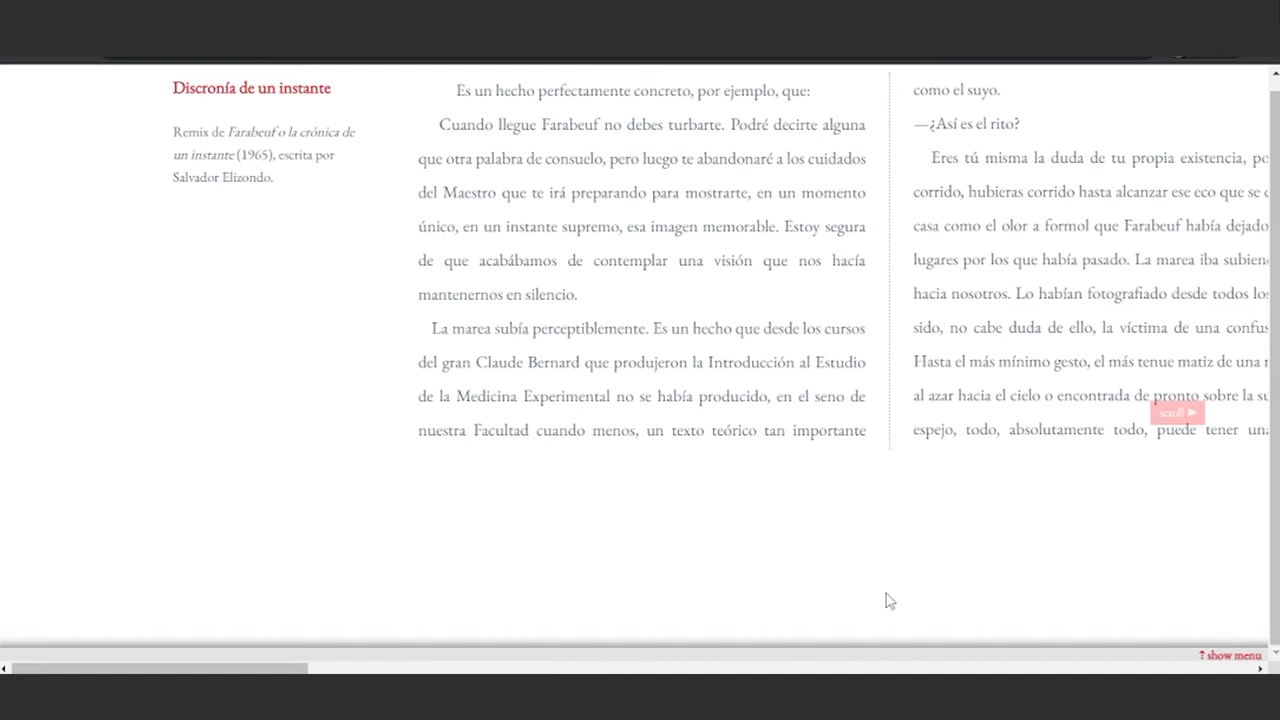 Discronía de un instante
Remix de Farabeuf o la crónica de
un instante (1965), escrita por
Salvador Elizondo.
Es un hecho perfectamente concreto, por ejemplo, que:
Cuando llegue Farabeuf no debes turbarte. Podré decirte alguna
que otra palabra de consuelo, pero luego te abandonaré a los cuidados
del Maestro que te irá preparando para mostrarte, en un momento
único, en un instante supremo, esa imagen memorable. Estoy segura
de que acabábamos de contemplar una visión que nos hacía
mantenernos en silencio.
La marea subía perceptiblemente. Es un hecho que desde los cursos
del gran Claude Bernard que produjeron la Introducción al Estudio
de la Medicina Experimental no se había producido, en el seno de
nuestra Facultad cuando menos, un texto teórico tan importante
como el suyo.
—¿Así es el rito?
Eres tú misma la duda de tu propia existencia,
corrido, hubieras corrido hasta alcanzar ese eco que se
casa como el olor a formol que Farabeuf había dejado
lugares por los que había pasado. La marea iba
hacia nosotros. Lo habían fotografiado desde todos
sido, no cabe duda de ello, la víctima de una
Hasta el más mínimo gesto, el más tenue matiz de una
al azar hacia el cielo o encontrada de pronto sobre la
espejo, todo, absolutamente todo, puede tener
scroll ►
⇡ show menu